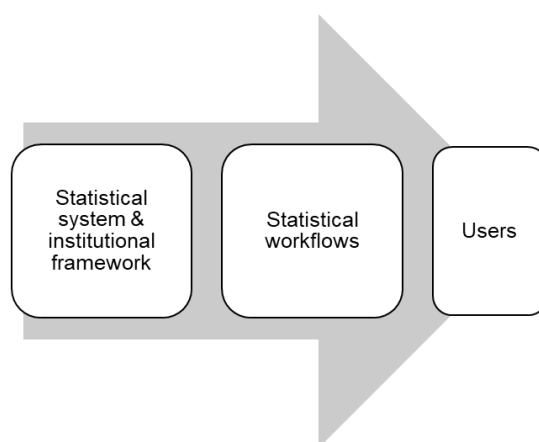 Statistical
system &
institutional
framework
Statistical
workflows
Users